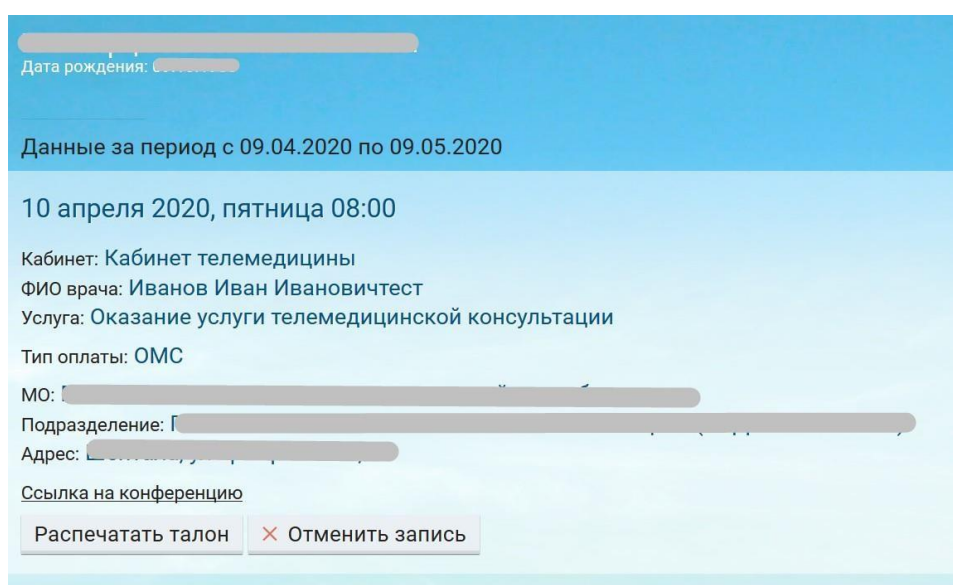 Дата рождения:
Данные за период с 09.04.2020 по 09.05.2020
10 апреля 2020, пятница 08:00
Кабинет: Кабинет телемедицины
ФИО врача: Иванов Иван Ивановичтест
Услуга: Оказание услуги телемедицинской консультации
Тип оплаты: ОМС
МО:
Подразделение:
Адрес:
Ссылка на конференцию
Распечатать талон × Отменить запись